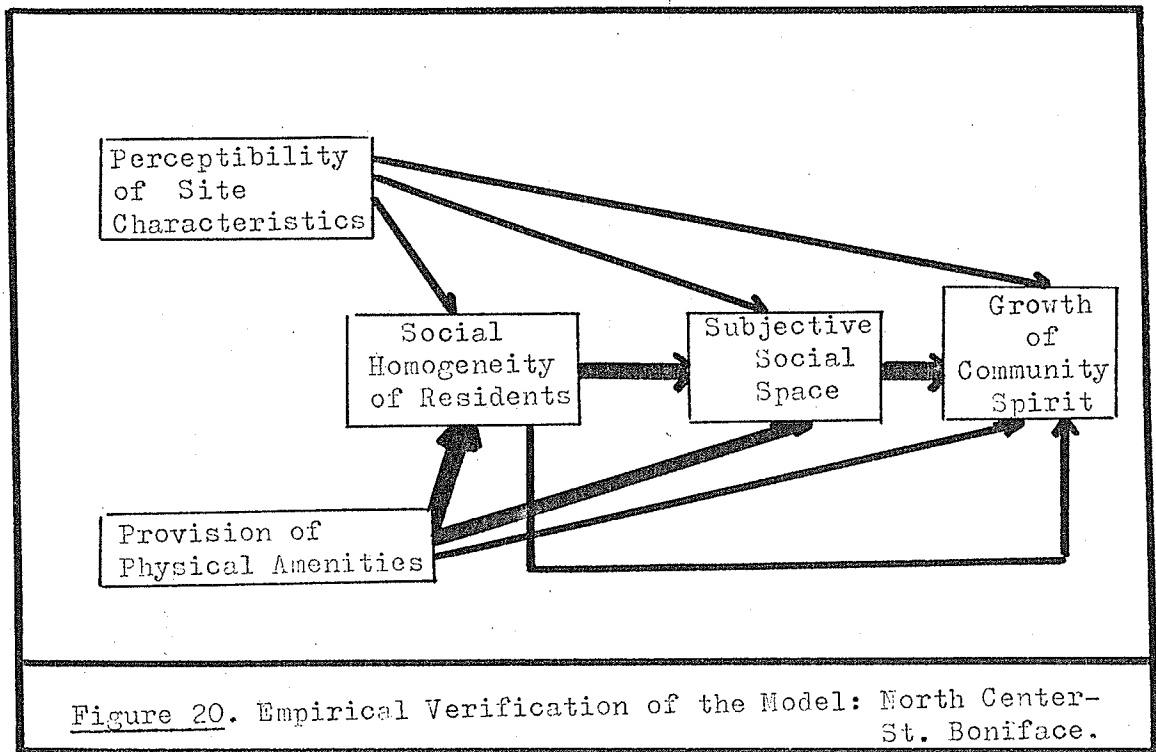 Perceptibility
of Site
Characteristics
Social
Homogeneity
of Residents
Subjective
Social
Space
Growth
of
Community
Spirit
Provision of
Physical Amenities
Figure 20. Empirical Verification of the Model: North Center-
St. Boniface.